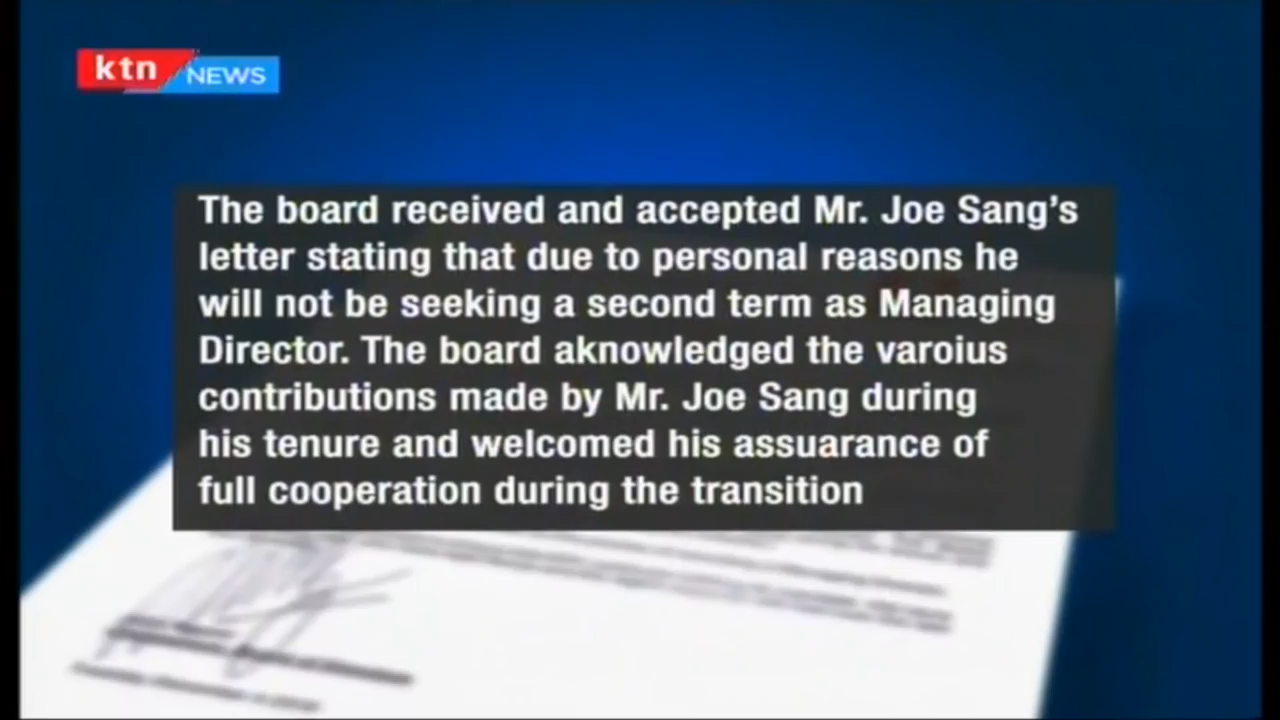 ktn NEWS
The board received and accepted Mr. Joe Sang's
letter stating that due to personal reasons he
will not be seeking a second term as Managing
Director. The board aknowledged the varoius
contributions made by Mr. Joe Sang during
his tenure and welcomed his assuarance of
full cooperation during the transition